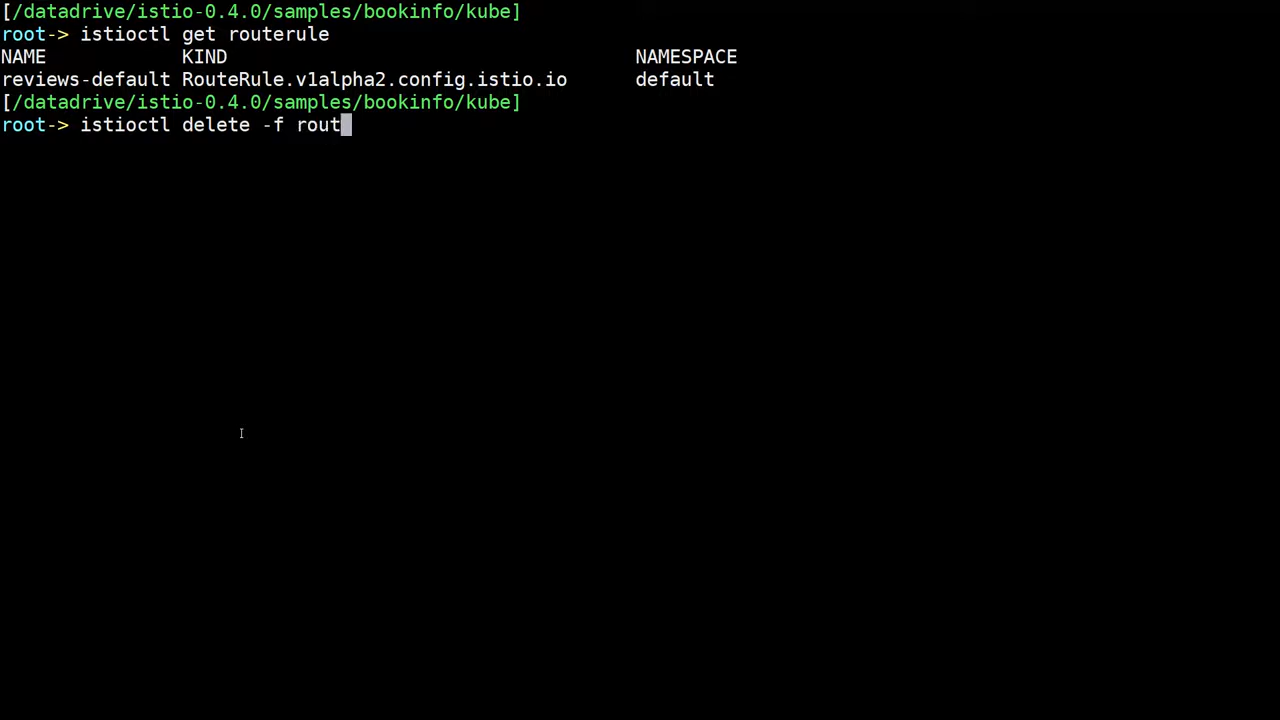 [/datadrive/istio-0.4.0/samples/bookinfo/kube]
root-> istioctl get routerule
NAME KIND NAMESPACE
reviews-default RouteRule.v1alpha2.config.istio.io default
[/datadrive/istio-0.4.0/samples/bookinfo/kube]
root-> istioctl delete -f rout